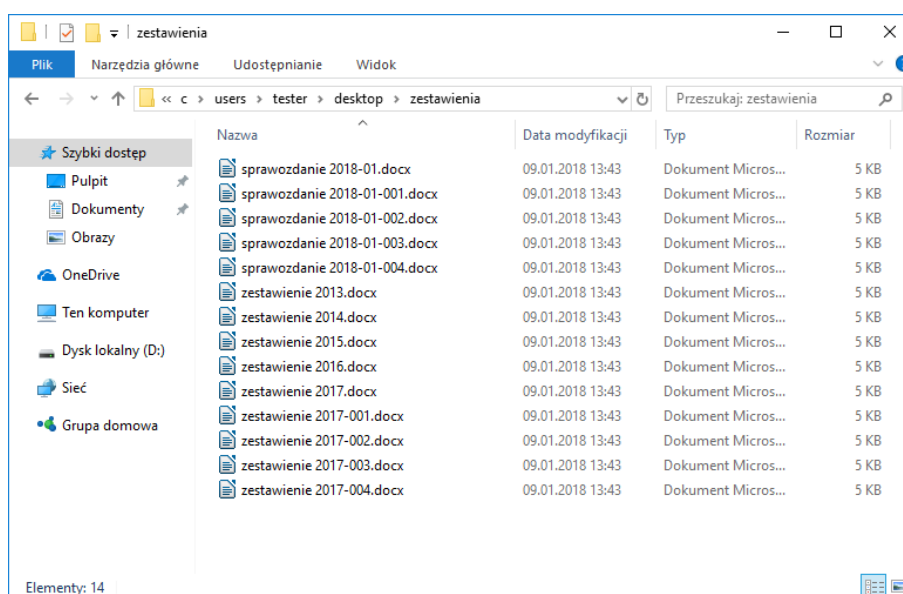 zestawienia
Plik Narzędzia główne Udostępnianie Widok
« c > users > tester > desktop > zestawienia Przeszukaj: zestawienia
Nazwa Data modyfikacji Typ Rozmiar
Szybki dostęp
Pulpit
Dokumenty
Obrazy
OneDrive
Ten komputer
Dysk lokalny (D:)
Sieć
Grupa domowa
sprawozdanie 2018-01.docx 09.01.2018 13:43 Dokument Micros... 5 KB
sprawozdanie 2018-01-001.docx 09.01.2018 13:43 Dokument Micros... 5 KB
sprawozdanie 2018-01-002.docx 09.01.2018 13:43 Dokument Micros... 5 KB
sprawozdanie 2018-01-003.docx 09.01.2018 13:43 Dokument Micros... 5 KB
sprawozdanie 2018-01-004.docx 09.01.2018 13:43 Dokument Micros... 5 KB
zestawienie 2013.docx 09.01.2018 13:43 Dokument Micros... 5 KB
zestawienie 2014.docx 09.01.2018 13:43 Dokument Micros... 5 KB
zestawienie 2015.docx 09.01.2018 13:43 Dokument Micros... 5 KB
zestawienie 2016.docx 09.01.2018 13:43 Dokument Micros... 5 KB
zestawienie 2017.docx 09.01.2018 13:43 Dokument Micros... 5 KB
zestawienie 2017-001.docx 09.01.2018 13:43 Dokument Micros... 5 KB
zestawienie 2017-002.docx 09.01.2018 13:43 Dokument Micros... 5 KB
zestawienie 2017-003.docx 09.01.2018 13:43 Dokument Micros... 5 KB
zestawienie 2017-004.docx 09.01.2018 13:43 Dokument Micros... 5 KB
Elementy: 14